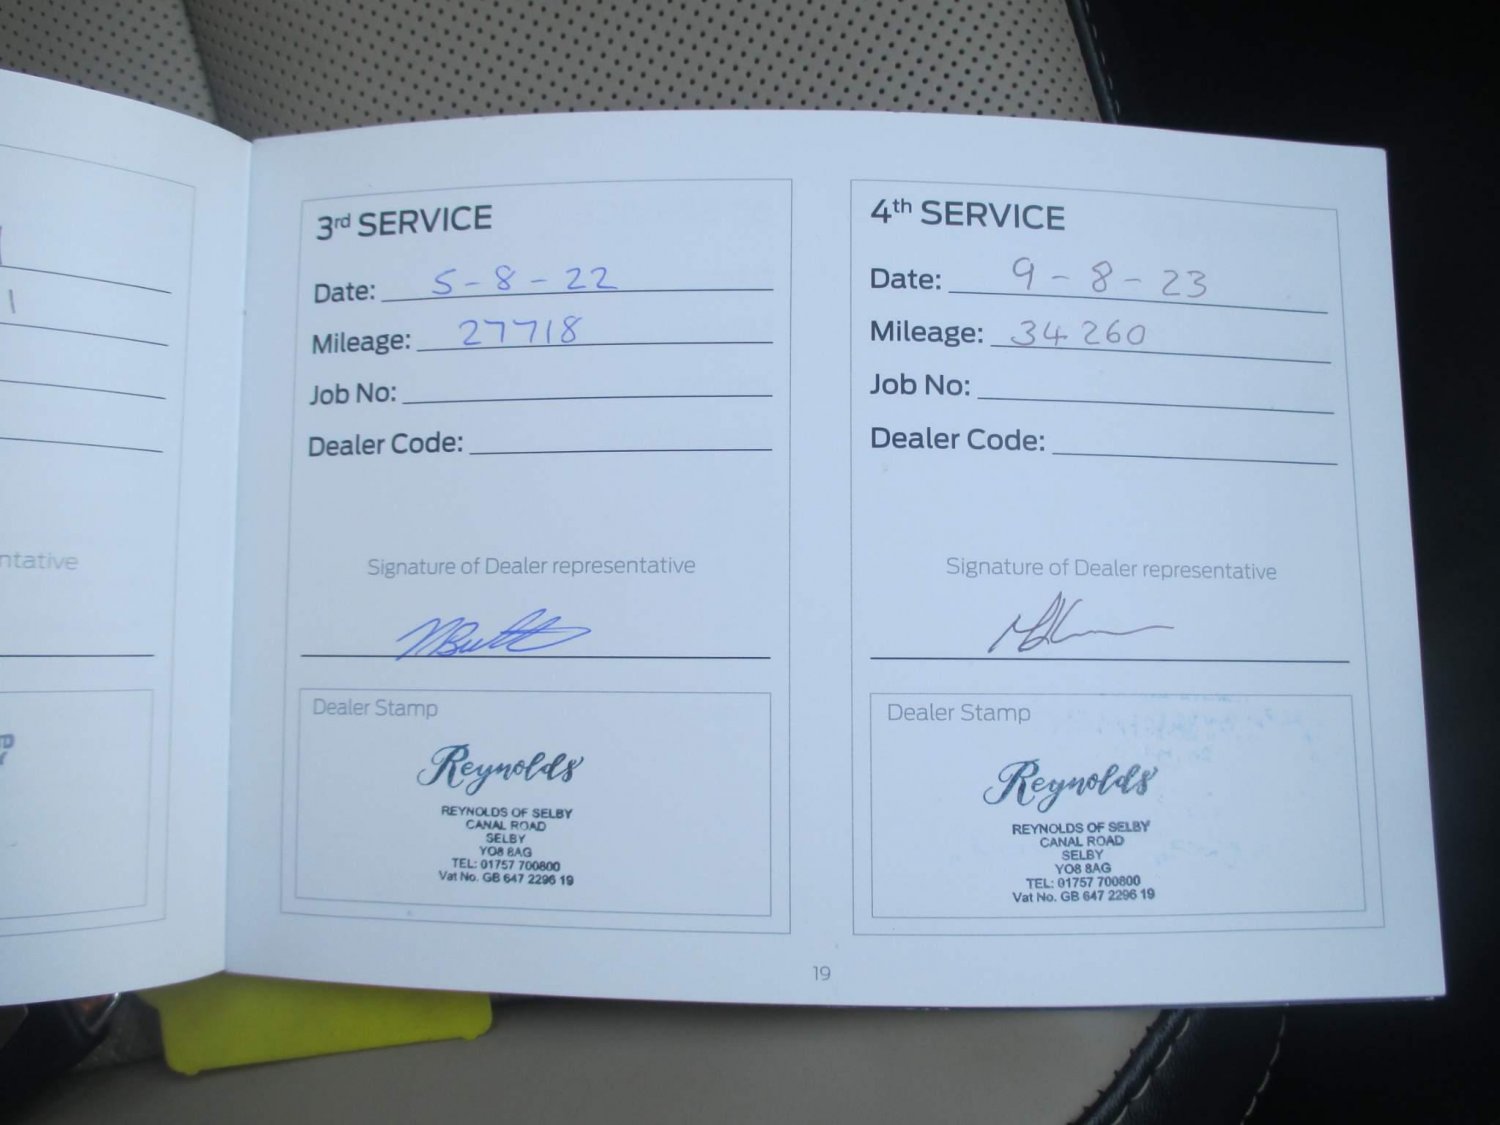 ntative
3rd SERVICE
Date: 5-8-22
Mileage: 27718
Job No:
Dealer Code:
Signature of Dealer representative
Dealer Stamp
Reynolds
REYNOLDS OF SELBY
CANAL ROAD
SELBY
YO8 8AG
TEL: 01757 700800
Vat No. GB 647 2296 19
4th SERVICE
Date: 9-8-23
Mileage: 34260
Job No:
Dealer Code:
Signature of Dealer representative
Dealer Stamp
Reynolds
REYNOLDS OF SELBY
CANAL ROAD
SELBY
YO8 8AG
TEL: 01757 700800
Vat No. GB 647 2296 19
19